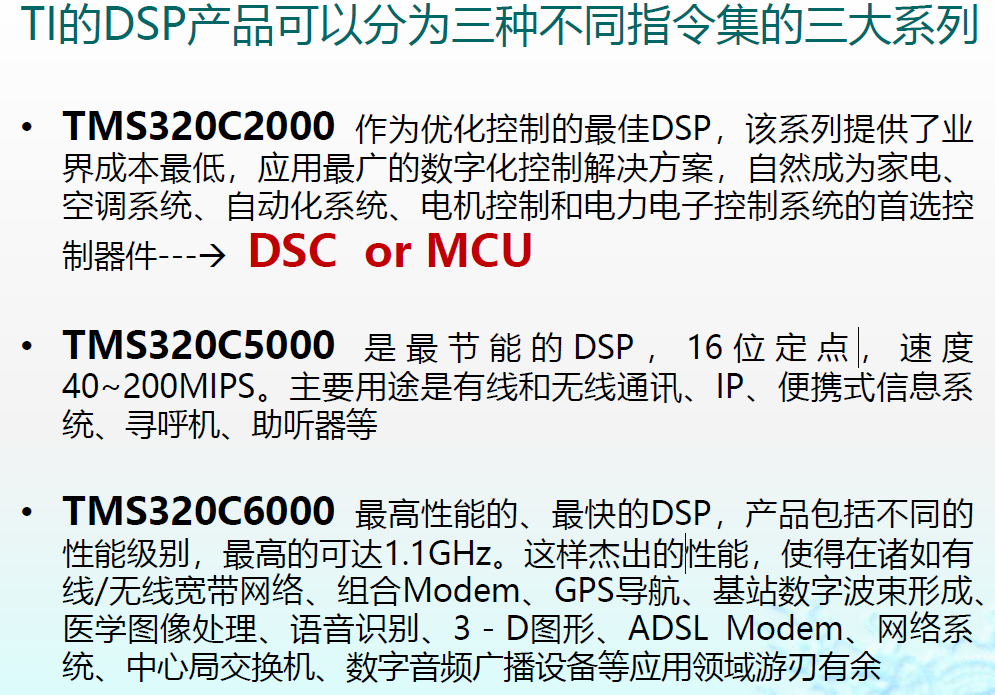 TI的DSP产品可以分为三种不同指令集的三大系列
• TMS320C2000 作为优化控制的最佳DSP，该系列提供了业
界成本最低，应用最广的数字化控制解决方案，自然成为家电、
空调系统、自动化系统、电机控制和电力电子控制系统的首选控
制器件---→ DSC or MCU
• TMS320C5000 是最节能的DSP，16位定点，速度
40~200MIPS。主要用途是有线和无线通讯、IP、便携式信息系
统、寻呼机、助听器等
• TMS320C6000 最高性能的、最快的DSP，产品包括不同的
性能级别，最高的可达1.1GHz。这样杰出的性能，使得在诸如有
线/无线宽带网络、组合Modem、GPS导航、基站数字波束形成、
医学图像处理、语音识别、3－D图形、ADSL Modem、网络系
统、中心局交换机、数字音频广播设备等应用领域游刃有余